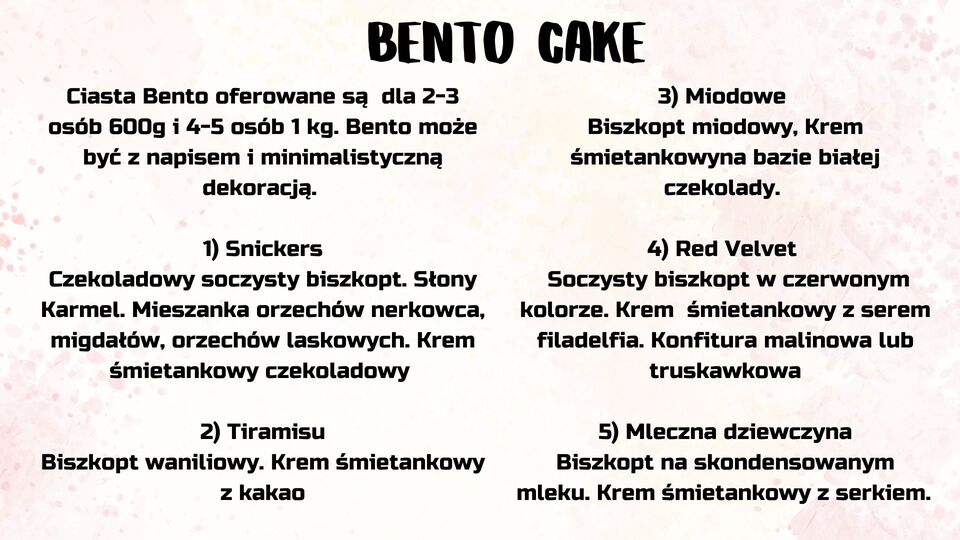 BENTO CAKE
Ciasta Bento oferowane są dla 2-3
osób 600g i 4-5 osób 1 kg. Bento może
być z napisem i minimalistyczną
dekoracją.
1) Snickers
Czekoladowy soczysty biszkopt. Słony
Karmel. Mieszanka orzechów nerkowca,
migdałów, orzechów laskowych. Krem
śmietankowy czekoladowy
2) Tiramisu
Biszkopt waniliowy. Krem śmietankowy
z kakao
3) Miodowe
Biszkopt miodowy, Krem
śmietankowyna bazie białej
czekolady.
4) Red Velvet
Soczysty biszkopt w czerwonym
kolorze. Krem śmietankowy z serem
filadelfia. Konfitura malinowa lub
truskawkowa
5) Mleczna dziewczyna
Biszkopt na skondensowanym
mleku. Krem śmietankowy z serkiem.